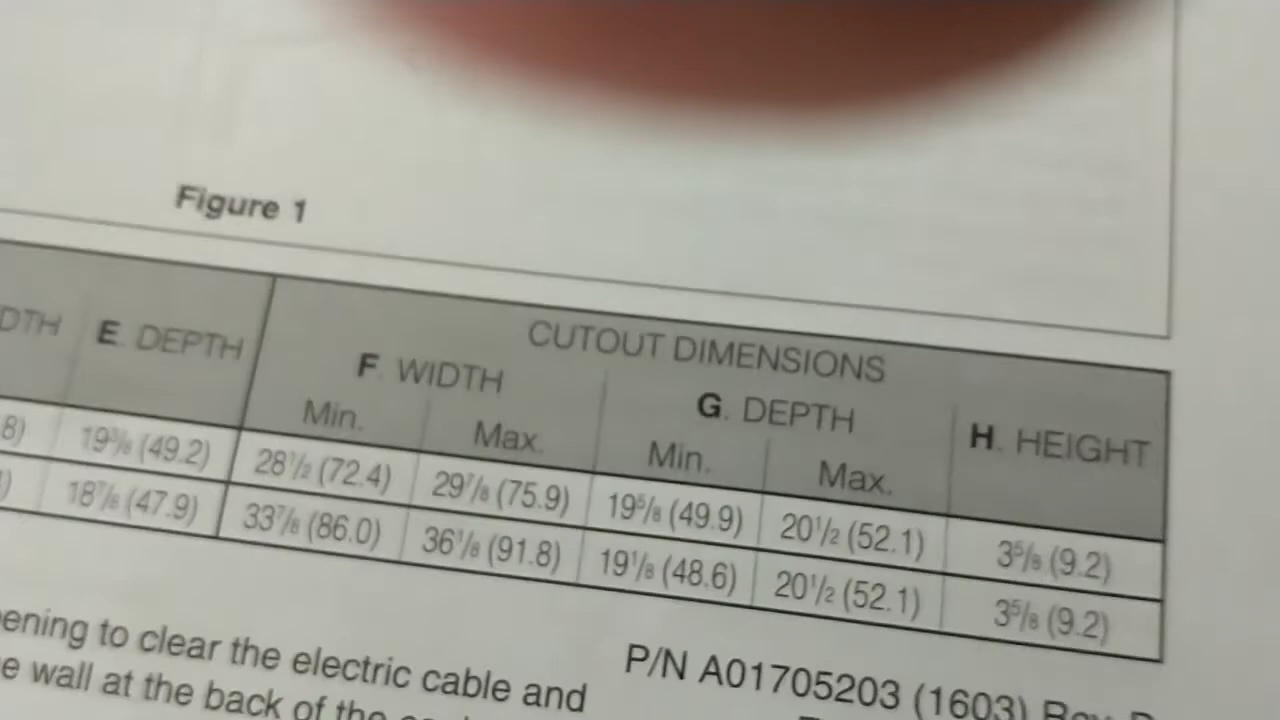 Figure 1
CUTOUT DIMENSIONS
DTH E. DEPTH F. WIDTH G. DEPTH H. HEIGHT
Min. Max. Min. Max.
8) 19⅜ (49.2) 28½ (72.4) 29⅞ (75.9) 19⅝ (49.9) 20½ (52.1) 3⅝ (9.2)
) 18⅞ (47.9) 33⅞ (86.0) 36⅛ (91.8) 19⅛ (48.6) 20½ (52.1) 3⅝ (9.2)
ening to clear the electric cable and
e wall at the back of the
P/N A01705203 (1603) Rev.